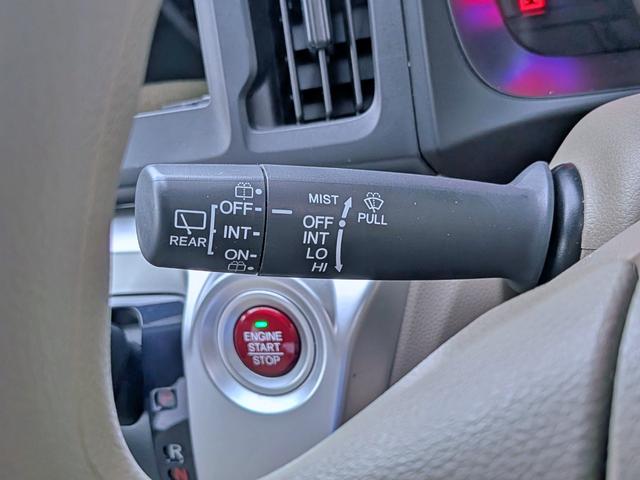 OFF
INT
ON
REAR
MIST
OFF
INT
LO
HI
PULL
ENGINE
START
STOP
R
N